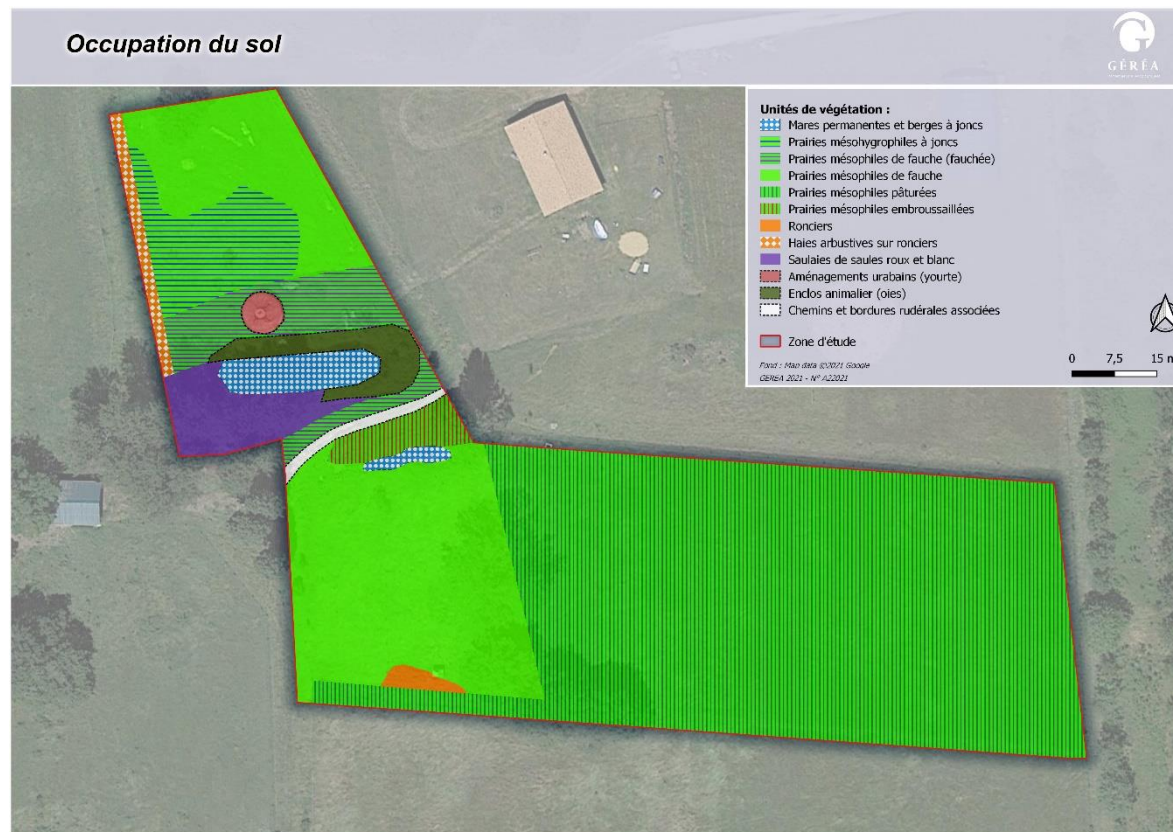 Occupation du sol
GÉRÉA
Unités de végétation :
Mares permanentes et berges à joncs
Prairies mésohygrophiles à joncs
Prairies mésophiles de fauche (fauchée)
Prairies mésophiles de fauche
Prairies mésophiles pâturées
Prairies mésophiles embroussaillées
Ronciers
Haies arbustives sur ronciers
Saulaies de saules roux et blanc
Aménagements urabains (yourte)
Enclos animalier (oies)
Chemins et bordures rudérales associées
Zone d'étude
Fond : Map data ©2021 Google
GEREA 2021 - N° A22021
0 7,5 15 m